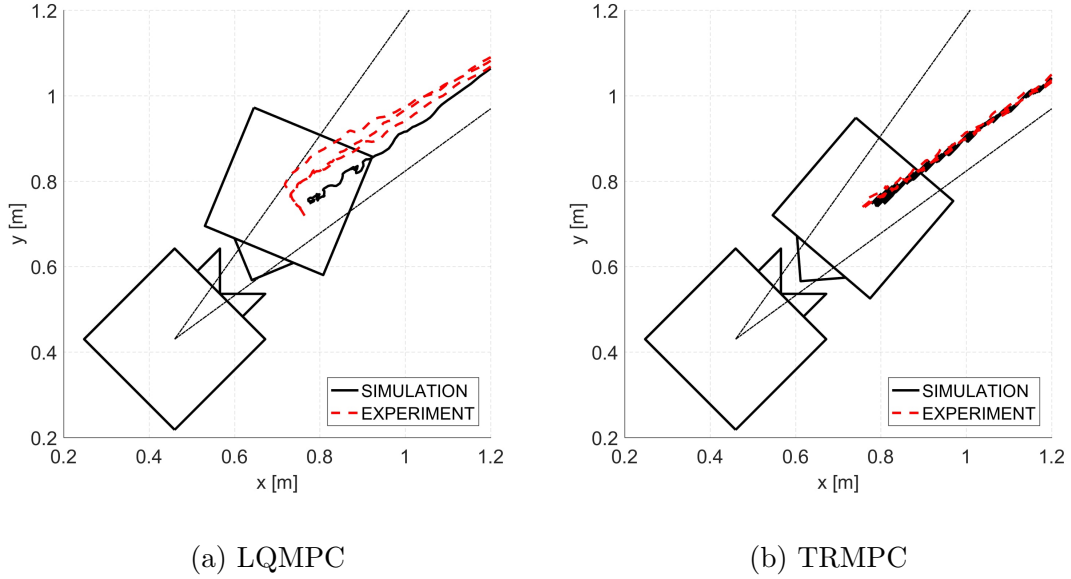 1.2
1
0.8
0.6
0.4
0.2
y [m]
0.2 0.4 0.6 0.8 1 1.2
x [m]
SIMULATION
EXPERIMENT
(a) LQMPC
1.2
1
0.8
0.6
0.4
0.2
y [m]
0.2 0.4 0.6 0.8 1 1.2
x [m]
SIMULATION
EXPERIMENT
(b) TRMPC